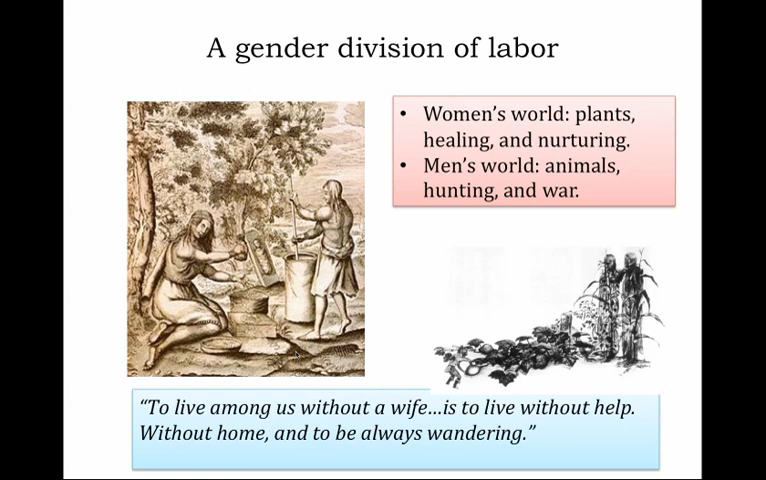 A gender division of labor
• Women’s world: plants,
healing, and nurturing.
• Men’s world: animals,
hunting, and war.
“To live among us without a wife…is to live without help.
Without home, and to be always wandering.”